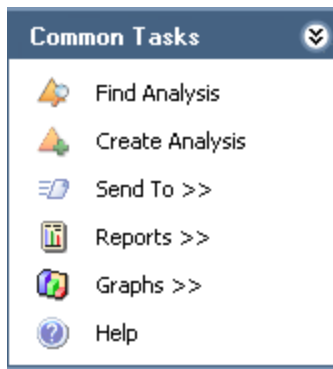 Common Tasks
Find Analysis
Create Analysis
Send To >>
Reports >>
Graphs >>
Help